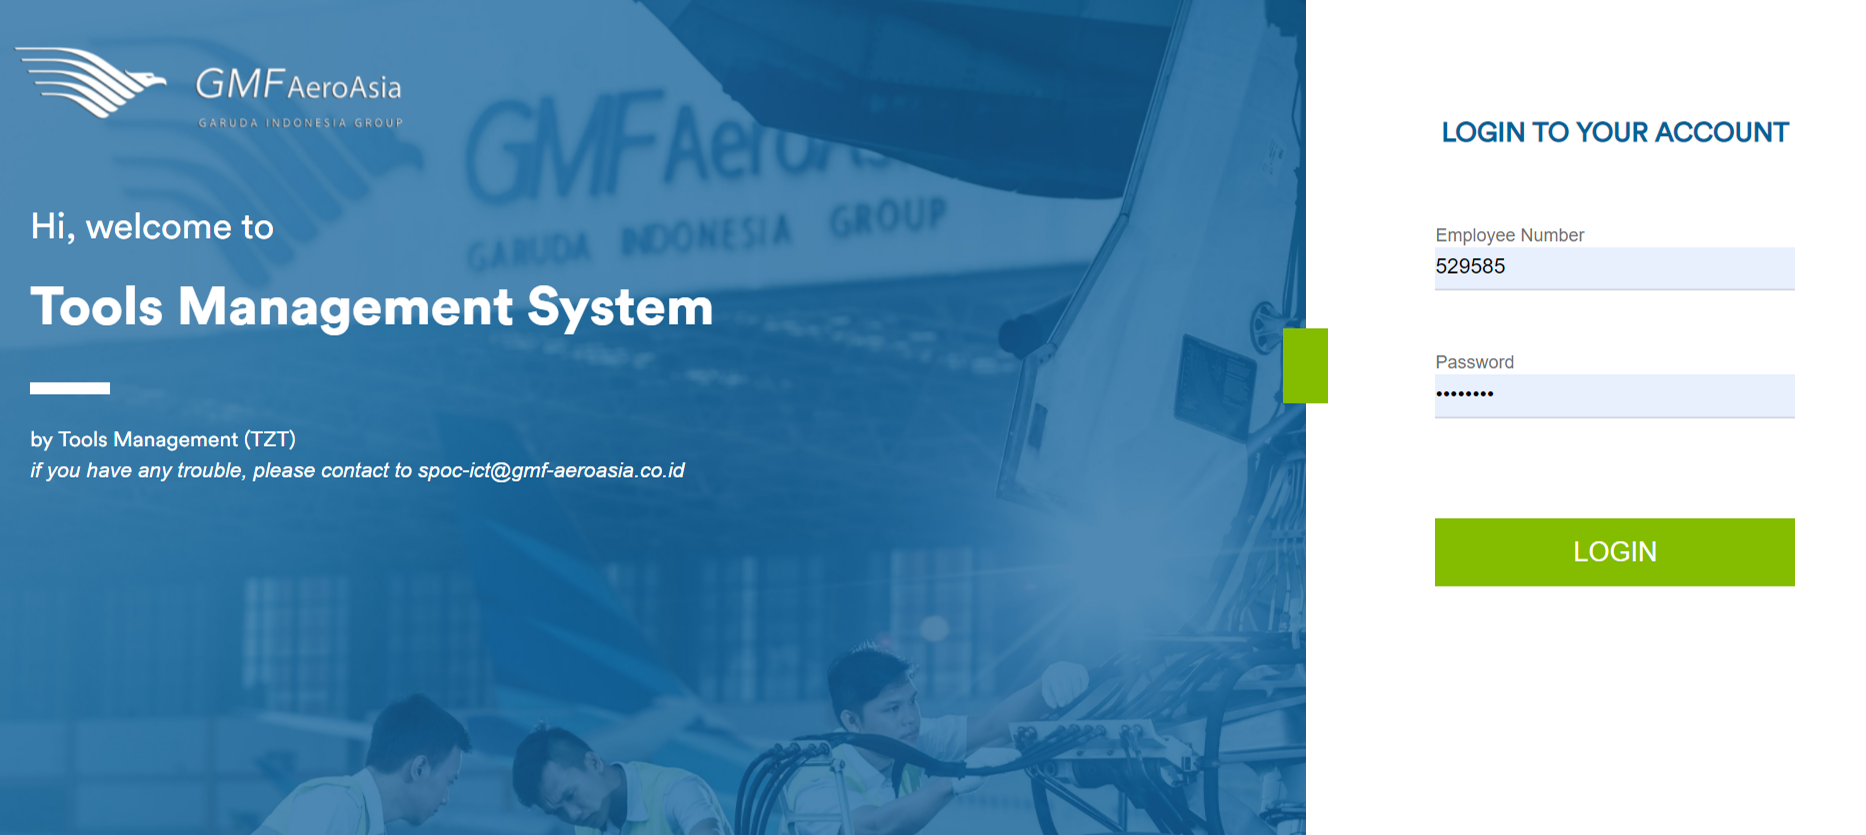 GMF AeroAsia
GARUDA INDONESIA GROUP
GMF AeroAs
GARUDA INDONESIA GROUP
Hi, welcome to
Tools Management System
by Tools Management (TZT)
if you have any trouble, please contact to spoc-ict@gmf-aeroasia.co.id
LOGIN TO YOUR ACCOUNT
Employee Number
529585
Password
••••••••
LOGIN